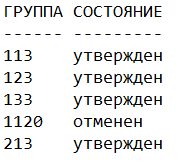 ГРУППА СОСТОЯНИЕ
------ ---------
113 утвержден
123 утвержден
133 утвержден
1120 отменен
213 утвержден